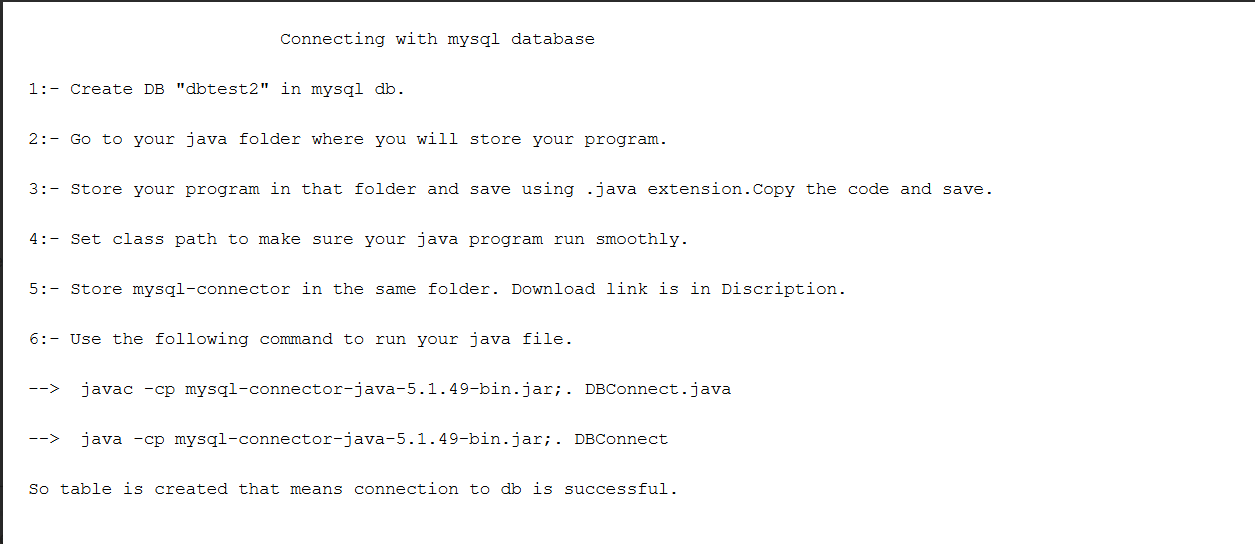 Connecting with mysql database
1:- Create DB "dbtest2" in mysql db.
2:- Go to your java folder where you will store your program.
3:- Store your program in that folder and save using .java extension.Copy the code and save.
4:- Set class path to make sure your java program run smoothly.
5:- Store mysql-connector in the same folder. Download link is in Discription.
6:- Use the following command to run your java file.
-->  javac -cp mysql-connector-java-5.1.49-bin.jar;. DBConnect.java
-->  java -cp mysql-connector-java-5.1.49-bin.jar;. DBConnect
So table is created that means connection to db is successful.